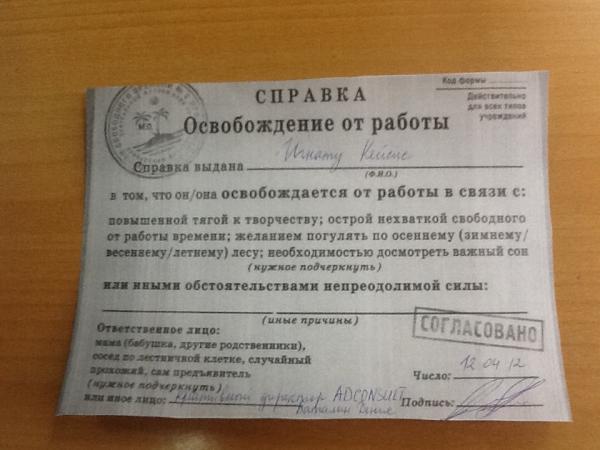 Код формы
Действительно
для всех типов
учреждений
СПРАВКА
Освобождение от работы
Справка выдана Игнату
(Ф.И.О.)
в том, что он/она освобождается от работы в связи с:
повышенной тягой к творчеству; острой нехваткой свободного
от работы времени; желанием погулять по осеннему (зимнему/
весеннему/летнему) лесу; необходимостью досмотреть важный сон
(нужное подчеркнуть)
или иными обстоятельствами непреодолимой силы:
(иные причины)
СОГЛАСОВАНО
Ответственное лицо:
мама (бабушка, другие родственники),
сосед по лестничной клетке, случайный
прохожий, сам предъявитель
(нужное подчеркнуть)
или иное лицо: креативный директор ADCONSULT
Число: 12 04 12
Подпись: